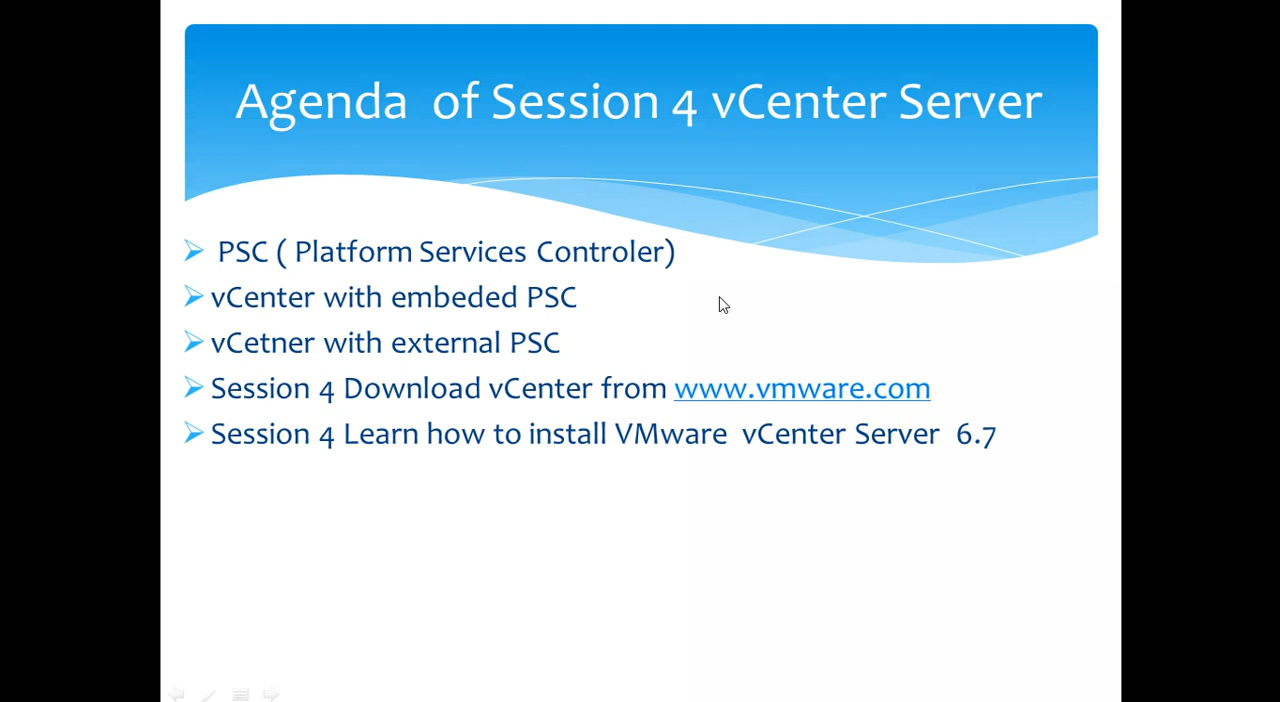 Agenda of Session 4 vCenter Server
PSC ( Platform Services Controler)
vCenter with embeded PSC
vCetner with external PSC
Session 4 Download vCenter from www.vmware.com
Session 4 Learn how to install VMware vCenter Server 6.7